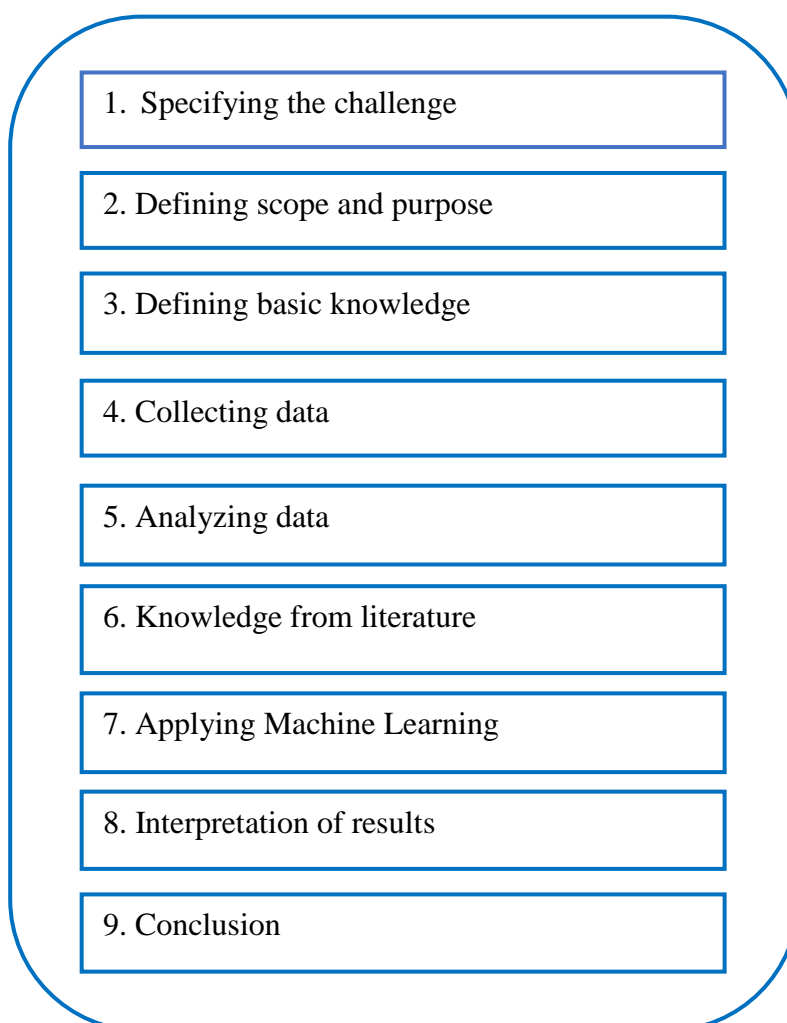 1. Specifying the challenge
2. Defining scope and purpose
3. Defining basic knowledge
4. Collecting data
5. Analyzing data
6. Knowledge from literature
7. Applying Machine Learning
8. Interpretation of results
9. Conclusion